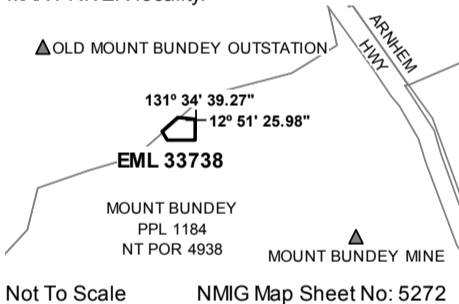 MARY RIVER locality.
ARNHEM
HWY
OLD MOUNT BUNDEY OUTSTATION
131º 34' 39.27"
12º 51' 25.98"
EML 33738
MOUNT BUNDEY
PPL 1184
NT POR 4938
MOUNT BUNDEY MINE
Not To Scale NMIG Map Sheet No: 5272